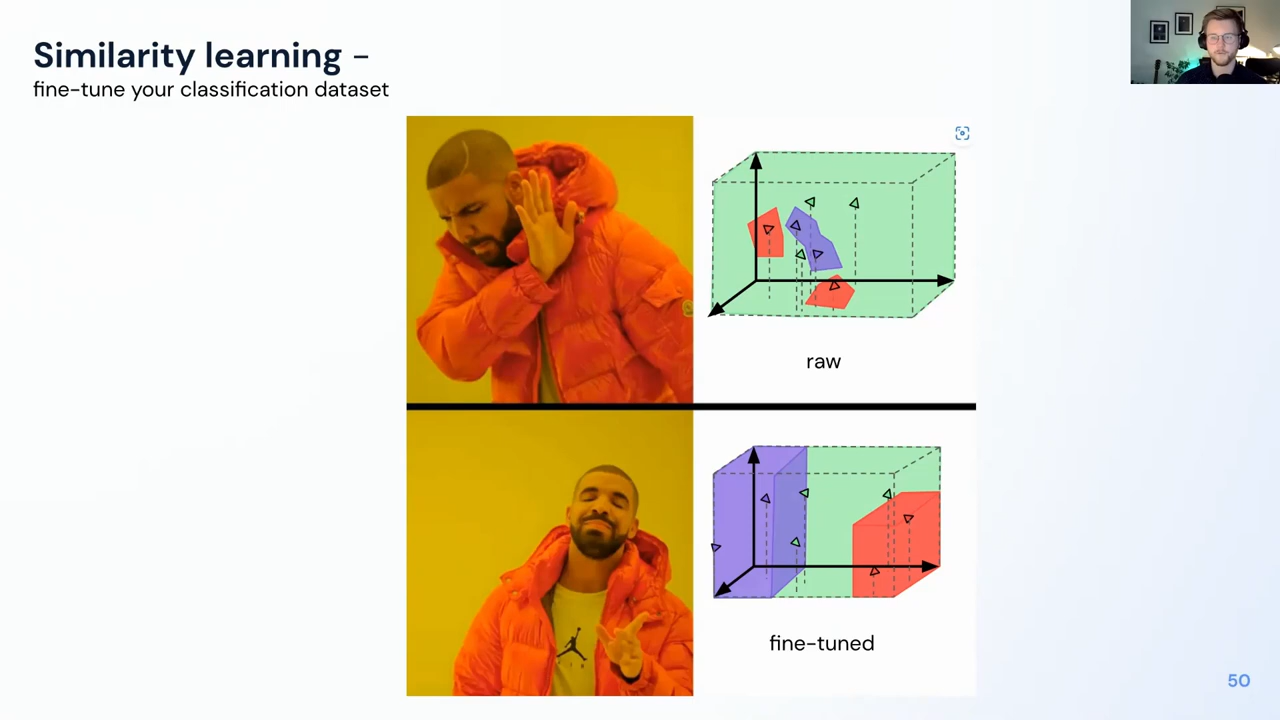 Similarity learning –
fine-tune your classification dataset
raw
fine-tuned
50